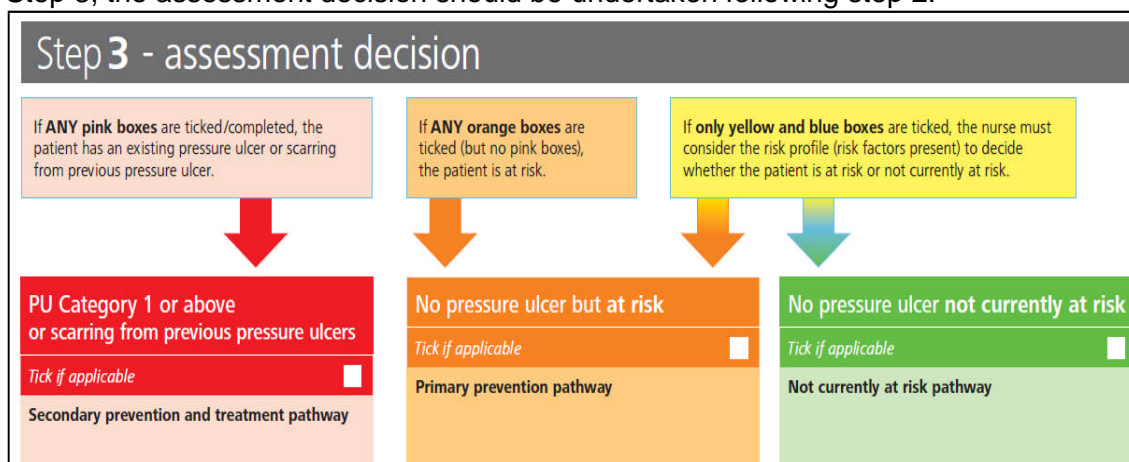 Step 3, the assessment decision should be undertaken following step 2.
Step 3 - assessment decision
If ANY pink boxes are ticked/completed, the
patient has an existing pressure ulcer or scarring
from previous pressure ulcer.
If ANY orange boxes are
ticked (but no pink boxes),
the patient is at risk.
If only yellow and blue boxes are ticked, the nurse must
consider the risk profile (risk factors present) to decide
whether the patient is at risk or not currently at risk.
PU Category 1 or above
or scarring from previous pressure ulcers
Tick if applicable
Secondary prevention and treatment pathway
No pressure ulcer but at risk
Tick if applicable
Primary prevention pathway
No pressure ulcer not currently at risk
Tick if applicable
Not currently at risk pathway